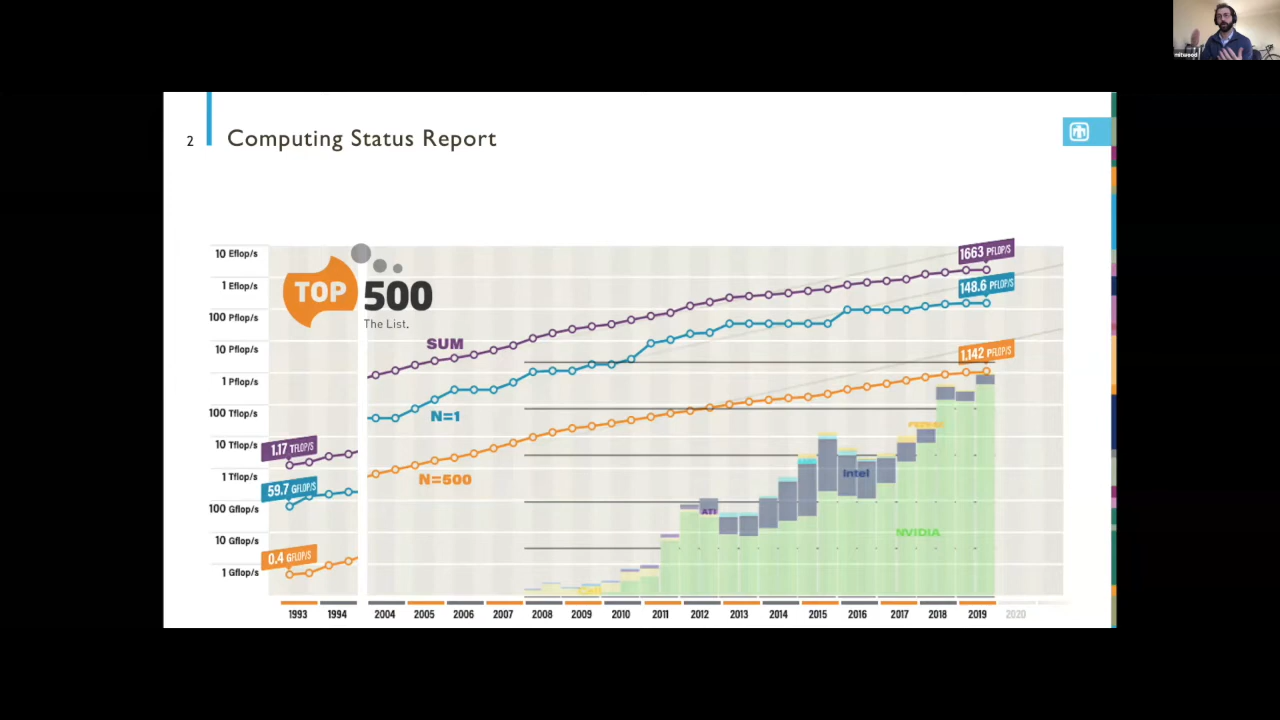 mitwood
2
Computing Status Report
10 Eflop/s
1 Eflop/s
100 Pflop/s
10 Pflop/s
1 Pflop/s
100 Tflop/s
10 Tflop/s
1 Tflop/s
100 Gflop/s
10 Gflop/s
1 Gflop/s
TOP
500
The List.
SUM
N=1
N=500
1.17 TFLOP/S
59.7 GFLOP/S
0.4 GFLOP/S
1663 PFLOP/S
148.6 PFLOP/S
1.142 PFLOP/S
Cell
ATI
Intel
NVIDIA
1993 1994 2004 2005 2006 2007 2008 2009 2010 2011 2012 2013 2014 2015 2016 2017 2018 2019 2020